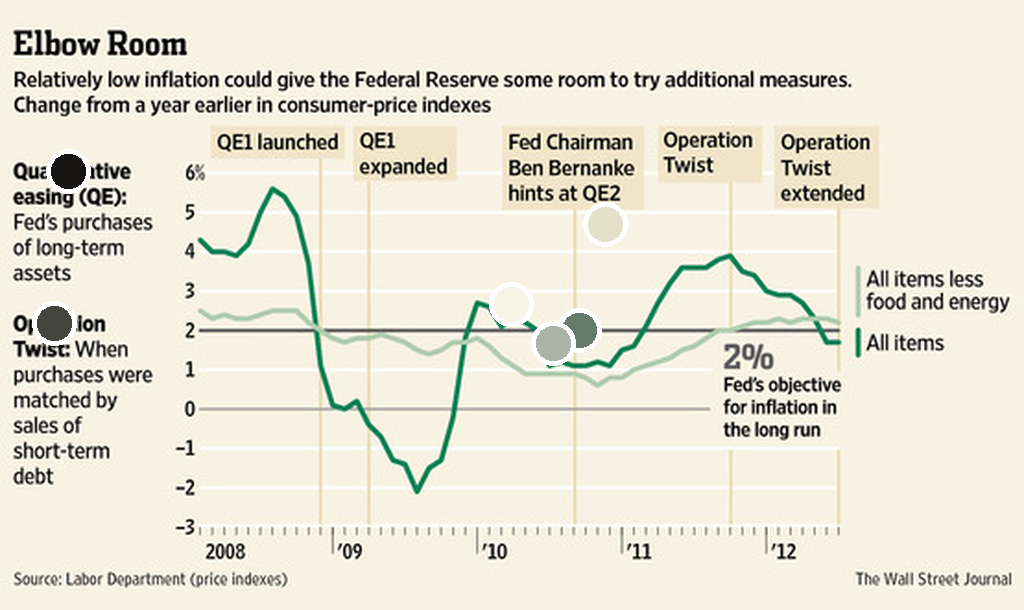 Elbow Room
Relatively low inflation could give the Federal Reserve some room to try additional measures.
Change from a year earlier in consumer-price indexes
QE1 launched
QE1
expanded
Fed Chairman
Ben Bernanke
hints at QE2
Operation
Twist
Operation
Twist
extended
easing (QE):
Fed's purchases
of long-term
assets
Twist: When
purchases were
matched by
sales of
short-term
debt
6%
5
4
3
2
1
0
–1
–2
–3
All items less
food and energy
All items
2%
Fed's objective
for inflation in
the long run
2008
'09
'10
'11
'12
Source: Labor Department (price indexes)
The Wall Street Journal